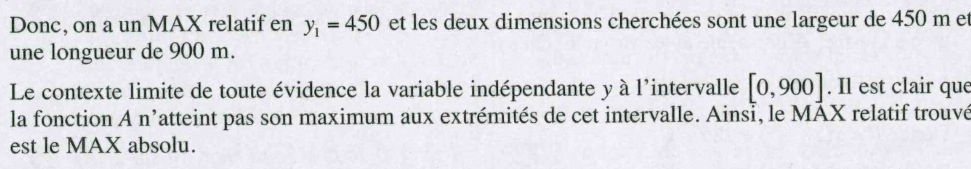 Donc, on a un MAX relatif en y₁ = 450 et les deux dimensions cherchées sont une largeur de 450 m et
une longueur de 900 m.
Le contexte limite de toute évidence la variable indépendante y à l'intervalle [0, 900]. Il est clair que
la fonction A n'atteint pas son maximum aux extrémités de cet intervalle. Ainsi, le MAX relatif trouvé
est le MAX absolu.